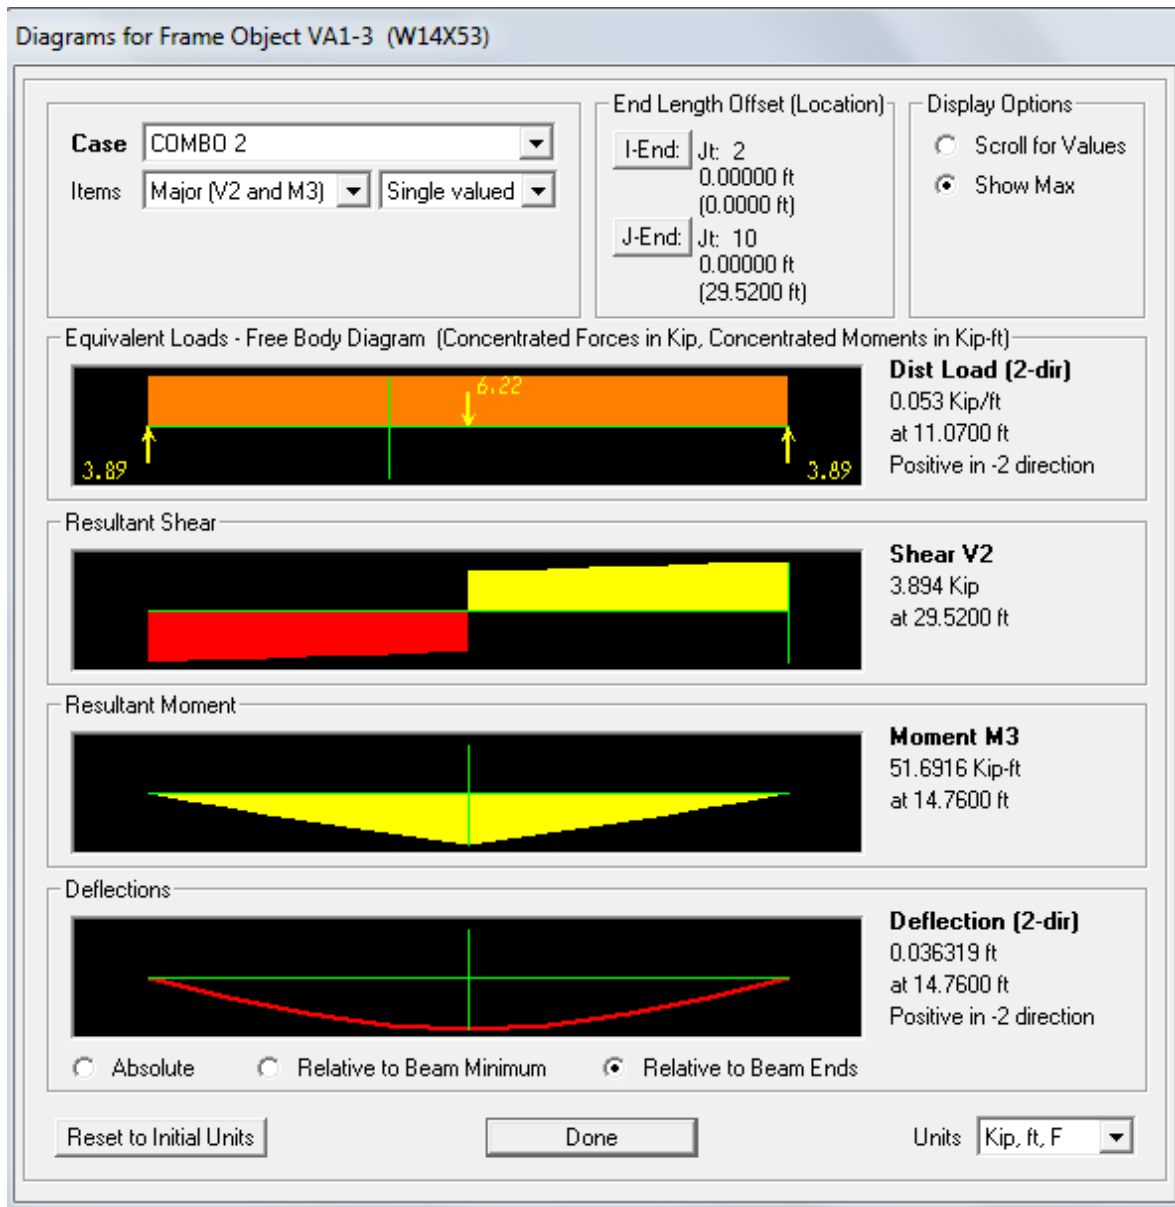 Diagrams for Frame Object VA1-3 (W14X53)
Case COMBO 2
Items Major (V2 and M3) Single valued
End Length Offset (Location)
I-End: Jt: 2
0.00000 ft
(0.0000 ft)
J-End: Jt: 10
0.00000 ft
(29.5200 ft)
Display Options
Scroll for Values
Show Max
Equivalent Loads - Free Body Diagram (Concentrated Forces in Kip, Concentrated Moments in Kip-ft)
6.22
3.89
3.89
Dist Load (2-dir)
0.053 Kip/ft
at 11.0700 ft
Positive in -2 direction
Resultant Shear
Shear V2
3.894 Kip
at 29.5200 ft
Resultant Moment
Moment M3
51.6916 Kip-ft
at 14.7600 ft
Deflections
Deflection (2-dir)
0.036319 ft
at 14.7600 ft
Positive in -2 direction
Absolute Relative to Beam Minimum Relative to Beam Ends
Reset to Initial Units Done Units Kip, ft, F